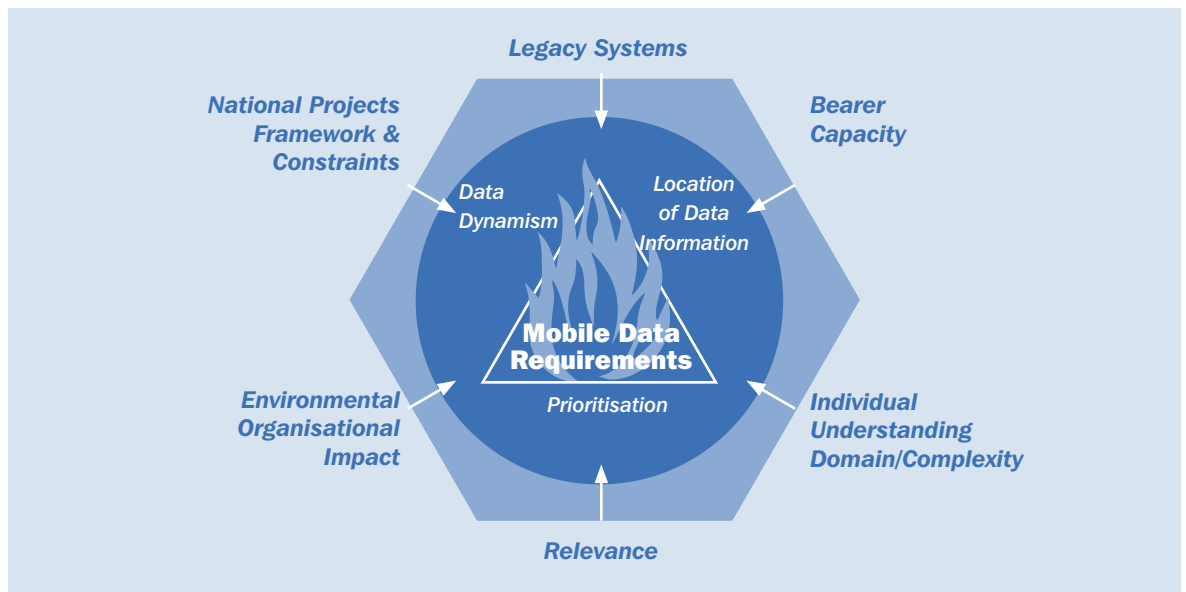 Legacy Systems
National Projects
Framework &
Constraints
Bearer
Capacity
Data
Dynamism
Location
of Data
Information
Mobile Data
Requirements
Prioritisation
Environmental
Organisational
Impact
Individual
Understanding
Domain/Complexity
Relevance